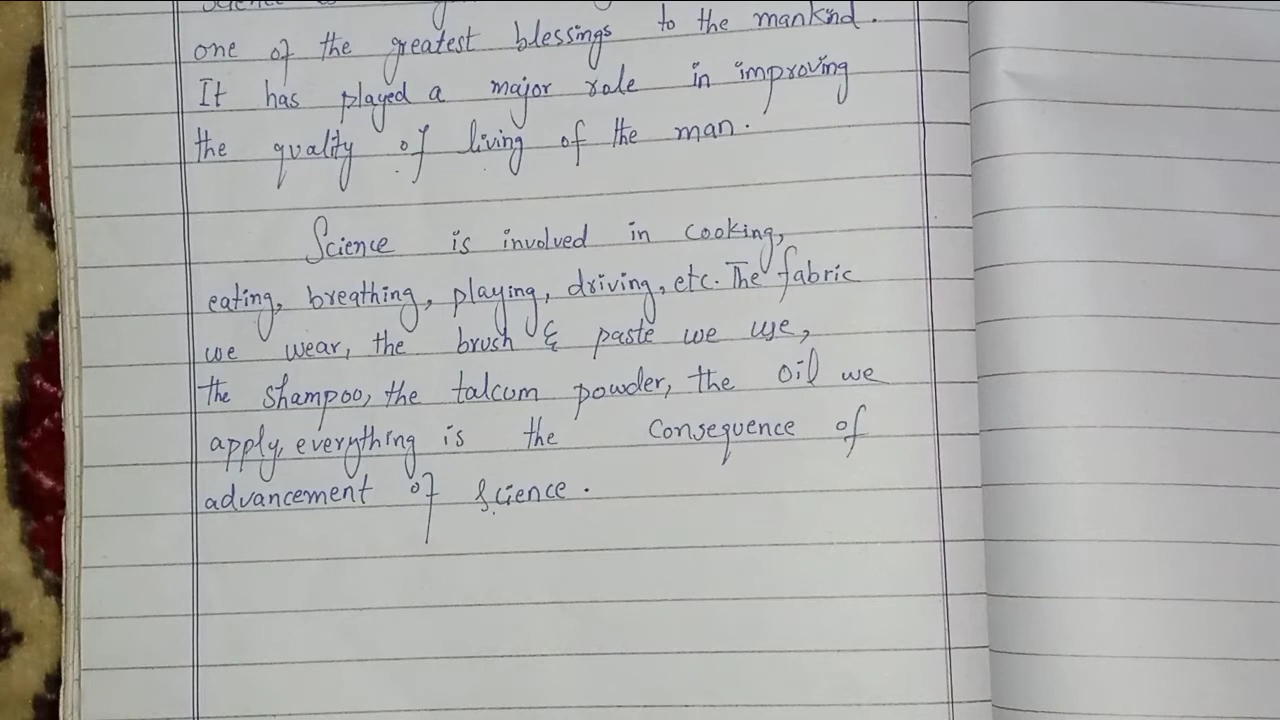 Science
one of the greatest blessings to the mankind.
It has played a major role in improving
the quality of living of the man.
Science is involved in cooking,
eating, breathing, playing, driving, etc. The fabric
we wear, the brush & paste we use,
the shampoo, the talcum powder, the oil we
apply, everything is the consequence of
advancement of science.